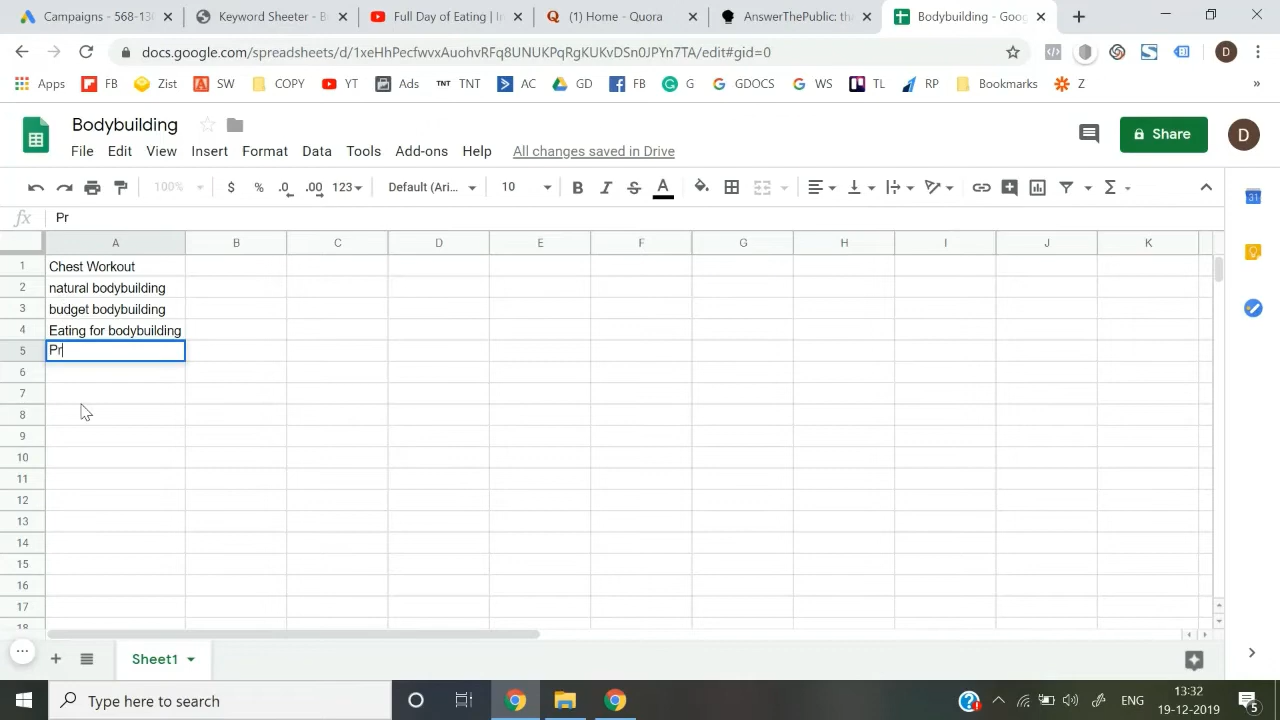 Campaigns - 568-13
Keyword Sheeter - B
Full Day of Eating | In
(1) Home - Quora
AnswerThePublic: th
Bodybuilding - Goog
docs.google.com/spreadsheets/d/1xeHhPecfwvxAuohvRFq8UNUKPqRgKUKvDSn0JPYn7TA/edit#gid=0
D
Apps FB Zist SW COPY YT Ads TNT TNT AC GD FB G GDOCS WS TL RP Bookmarks Z »
Bodybuilding
Share
D
File Edit View Insert Format Data Tools Add-ons Help All changes saved in Drive
100% $ % .0 .00 123 Default (Ari... 10 B I S A Σ
fx Pr
A B C D E F G H I J K
1 Chest Workout
2 natural bodybuilding
3 budget bodybuilding
4 Eating for bodybuilding
5 Pr
6
7
8
9
10
11
12
13
14
15
16
17
18
31
Sheet1
Type here to search
ENG
13:32
19-12-2019
5